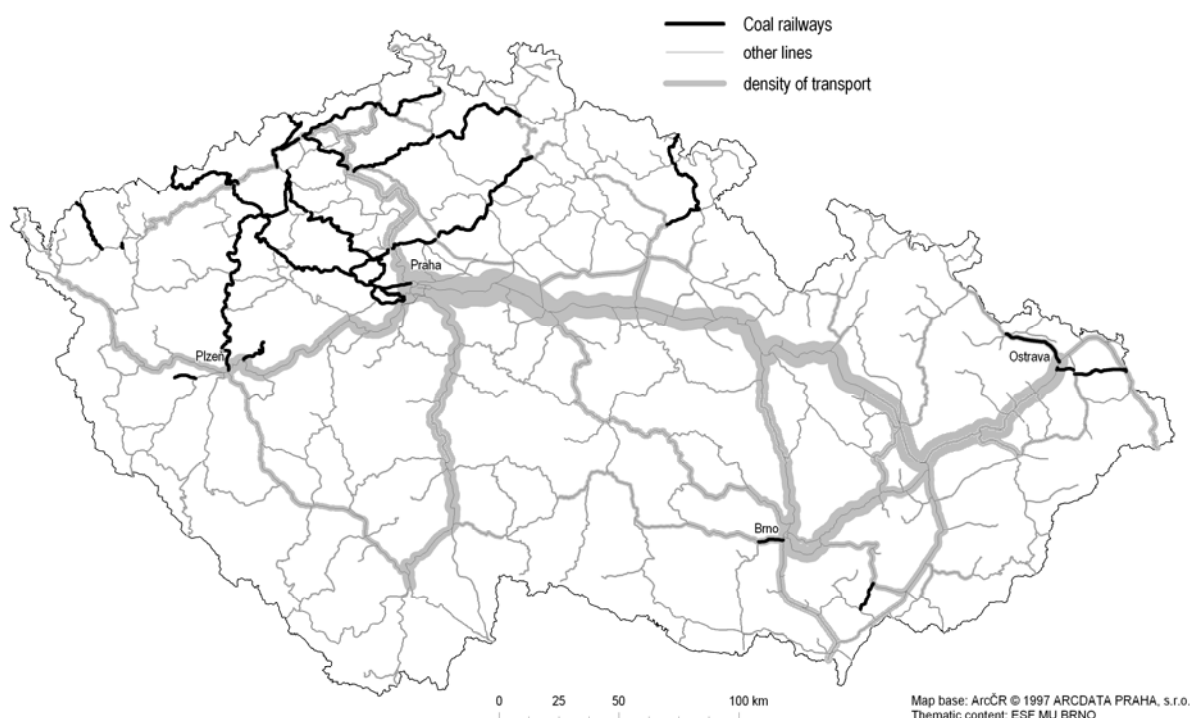 Coal railways
other lines
density of transport
Praha
Plzeň
Ostrava
Brno
0 25 50 100 km
Map base: ArcČR © 1997 ARCDATA PRAHA, s.r.o.
Thematic content: ESF MU BRNO